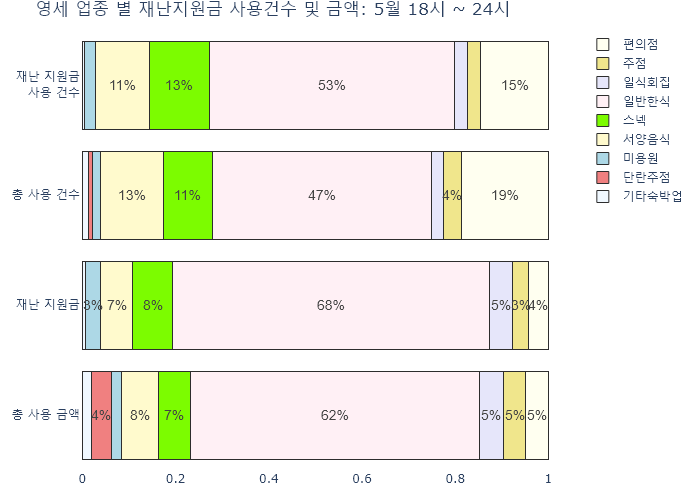 영세 업종 별 재난지원금 사용건수 및 금액: 5월 18시 ~ 24시
재난 지원금
사용 건수
11%
13%
53%
15%
총 사용 건수
13%
11%
47%
4%
19%
재난 지원금
3%
7%
8%
68%
5%
3%
4%
총 사용 금액
4%
8%
7%
62%
5%
5%
5%
0
0.2
0.4
0.6
0.8
1
편의점
주점
일식회집
일반한식
스넥
서양음식
미용원
단란주점
기타숙박업